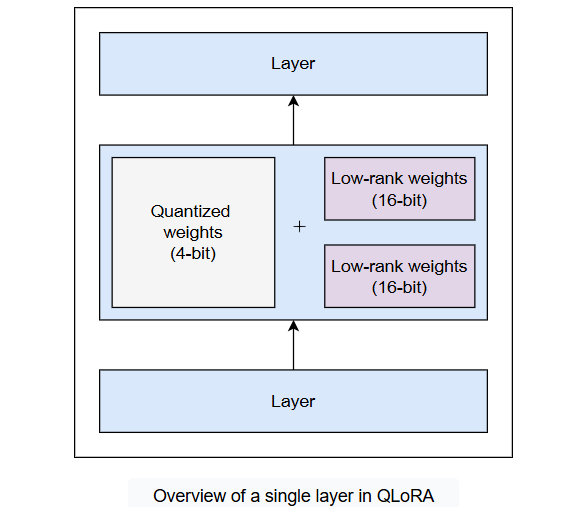 Layer
Quantized
weights
(4-bit)
+
Low-rank weights
(16-bit)
Low-rank weights
(16-bit)
Layer
Overview of a single layer in QLoRA